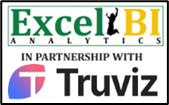 Excel BI
ANALYTICS
IN PARTNERSHIP WITH
Truviz